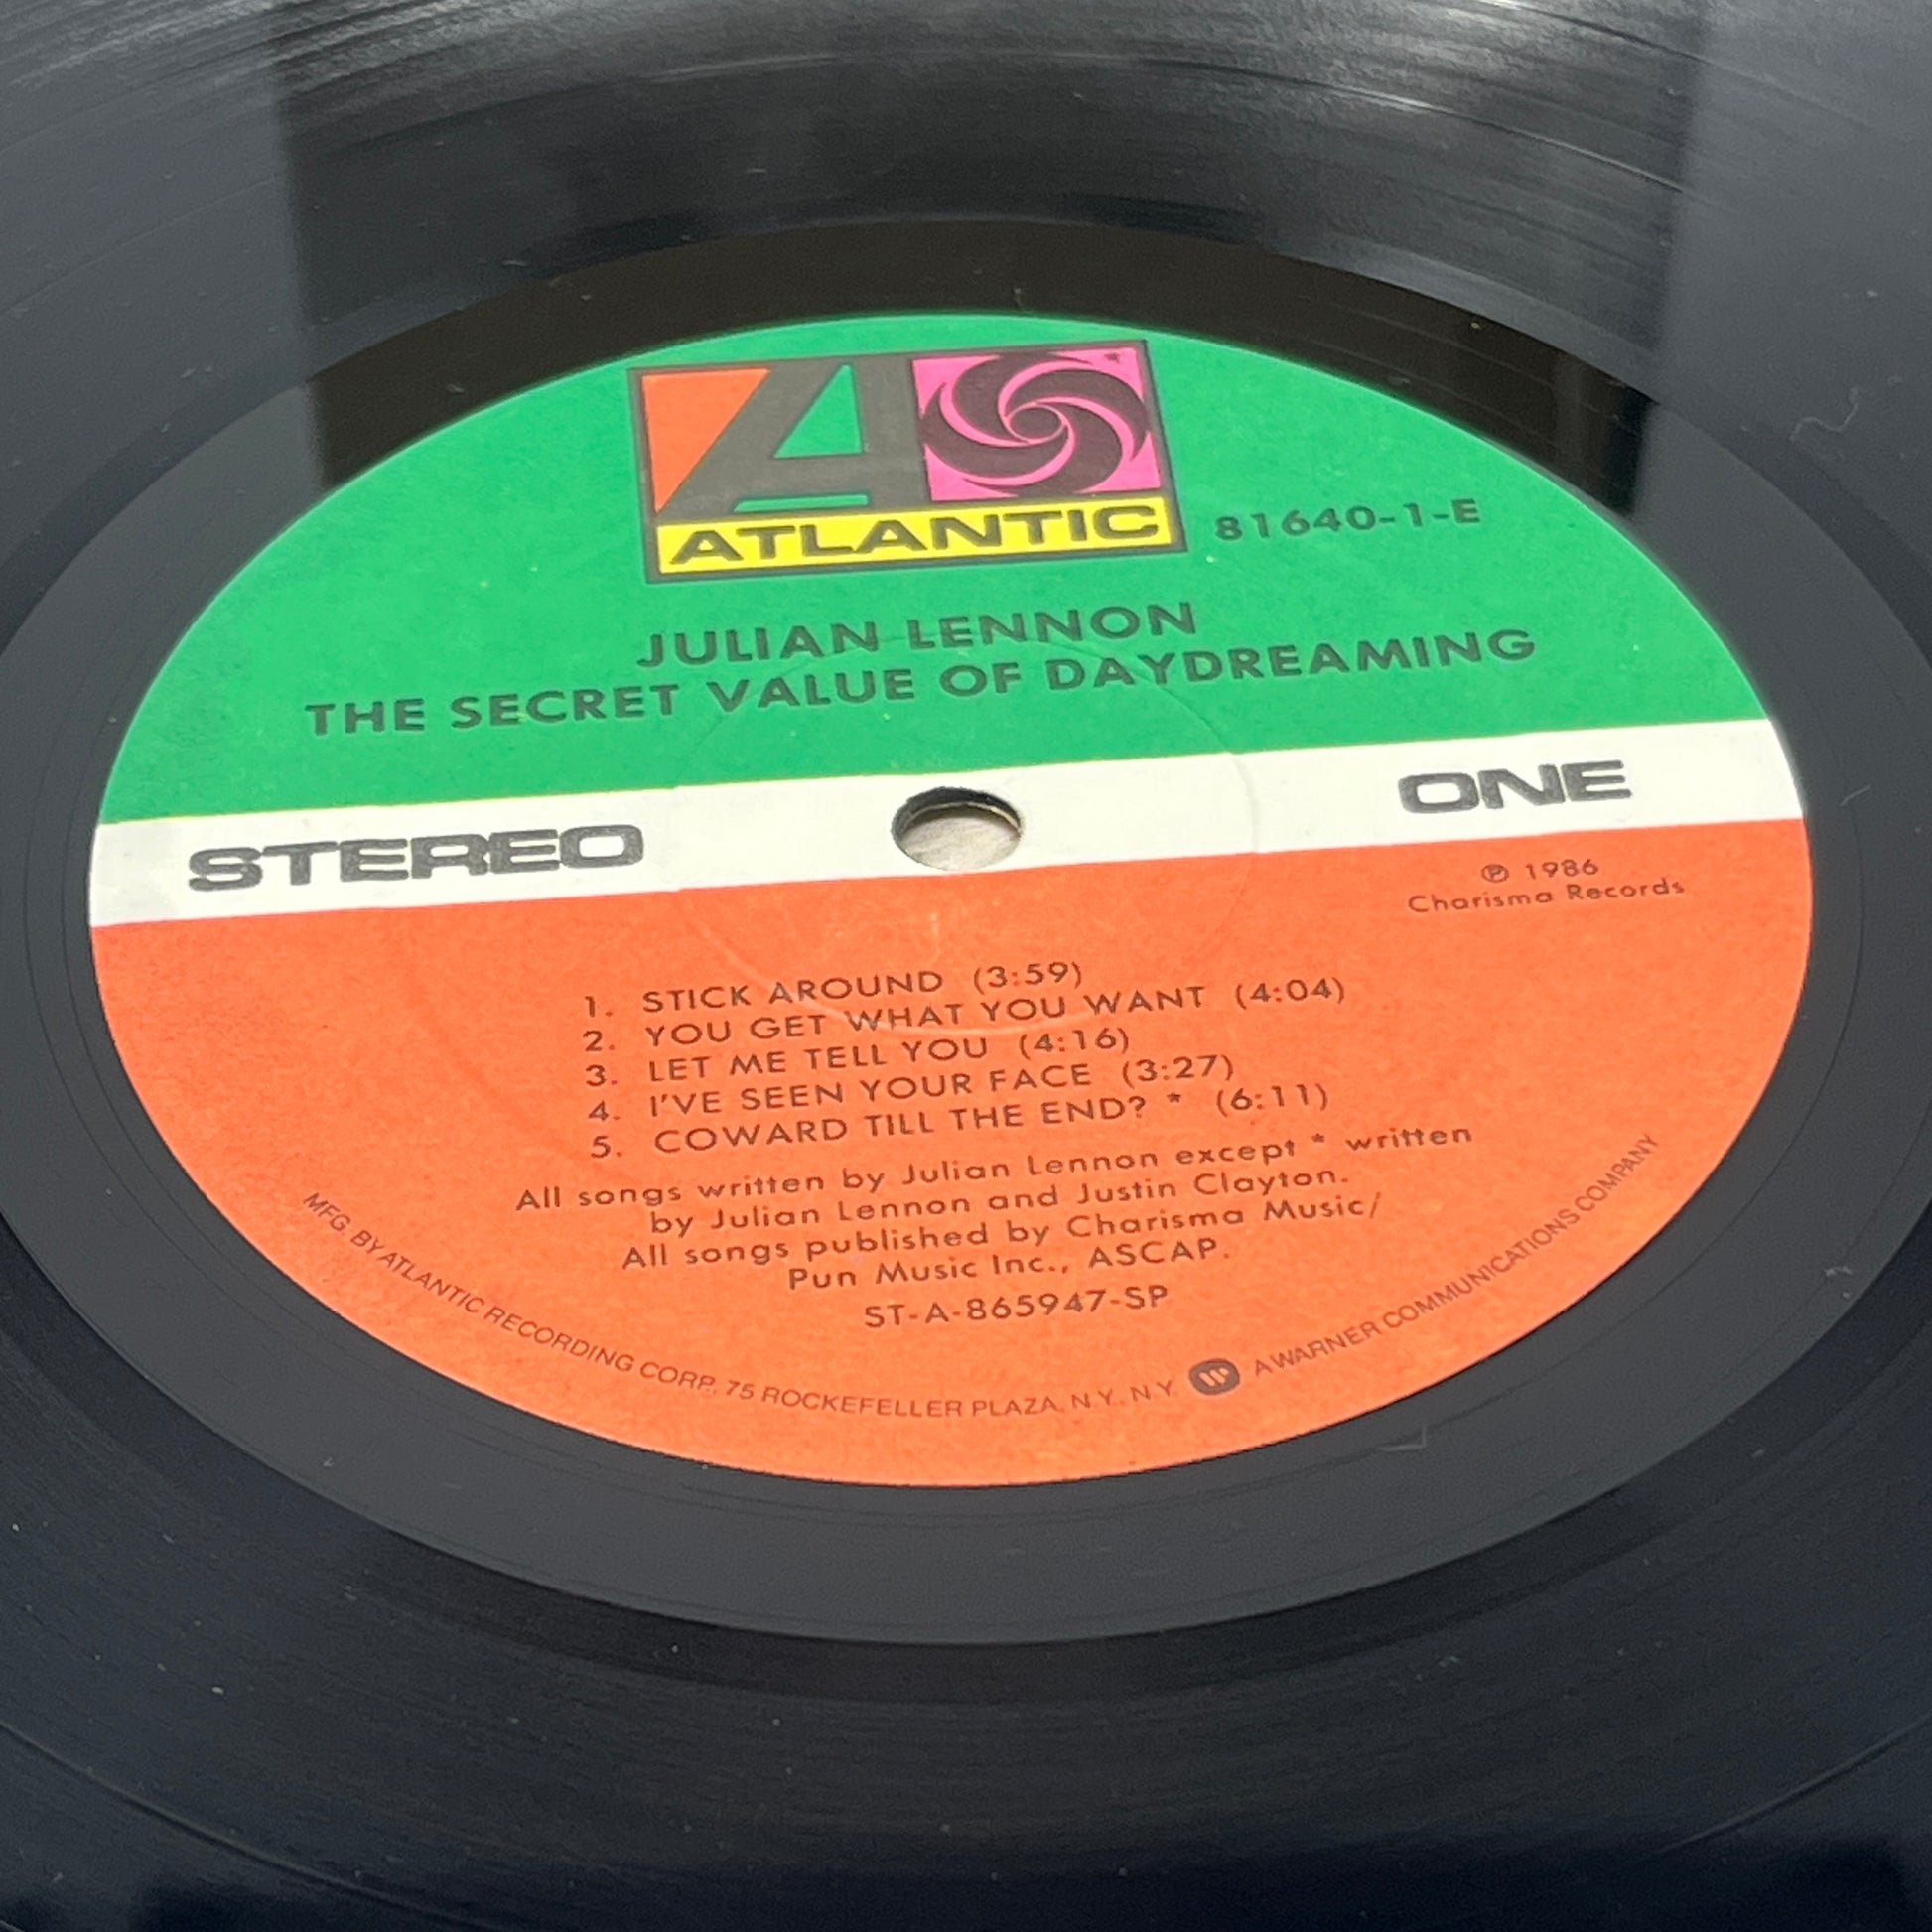 ATLANTIC
81640-1-E
JULIAN LENNON
THE SECRET VALUE OF DAYDREAMING
STEREO
ONE
℗ 1986
Charisma Records
1. STICK AROUND (3:59)
2. YOU GET WHAT YOU WANT (4:04)
3. LET ME TELL YOU (4:16)
4. I'VE SEEN YOUR FACE (3:27)
5. COWARD TILL THE END? * (6:11)
All songs written by Julian Lennon except * written
by Julian Lennon and Justin Clayton.
All songs published by Charisma Music/
Pun Music Inc., ASCAP.
ST-A-865947-SP
MFG. BY ATLANTIC RECORDING CORP., 75 ROCKEFELLER PLAZA, N.Y., N.Y. A WARNER COMMUNICATIONS COMPANY